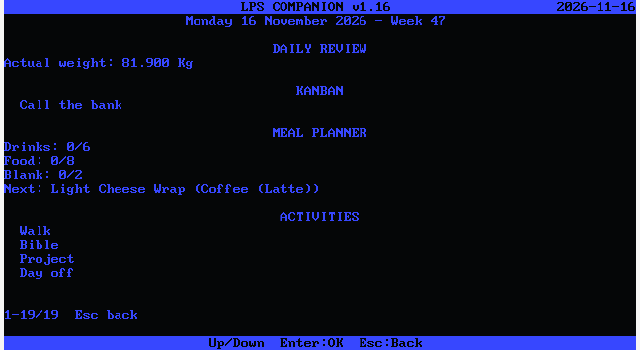 LPS COMPANION v1.16 2026-11-16
Monday 16 November 2026 - Week 47
DAILY REVIEW
Actual weight: 81.900 Kg
KANBAN
Call the bank
MEAL PLANNER
Drinks: 0/6
Food: 0/8
Blank: 0/2
Next: Light Cheese Wrap (Coffee (Latte))
ACTIVITIES
Walk
Bible
Project
Day off
1-19/19 Esc back
Up/Down Enter:OK Esc:Back